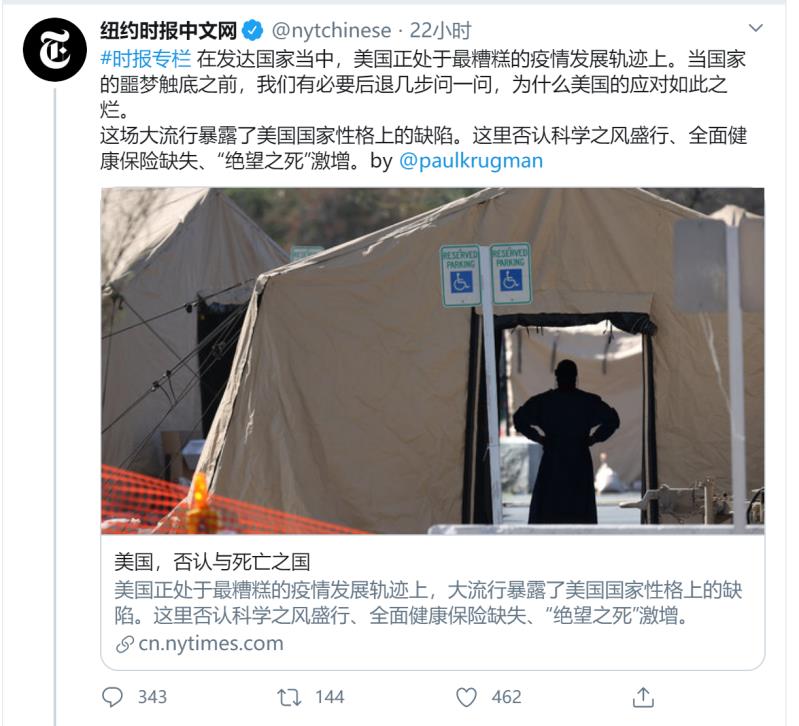 纽约时报中文网 @nytchinese · 22小时
#时报专栏 在发达国家当中，美国正处于最糟糕的疫情发展轨迹上。当国家
的噩梦触底之前，我们有必要后退几步问一问，为什么美国的应对如此之
烂。
这场大流行暴露了美国国家性格上的缺陷。这里否认科学之风盛行、全面健
康保险缺失、“绝望之死”激增。by @paulkrugman
RESERVED
PARKING
RESERVED
PARKING
美国，否认与死亡之国
美国正处于最糟糕的疫情发展轨迹上，大流行暴露了美国国家性格上的缺
陷。这里否认科学之风盛行、全面健康保险缺失、“绝望之死”激增。
cn.nytimes.com
343 144 462